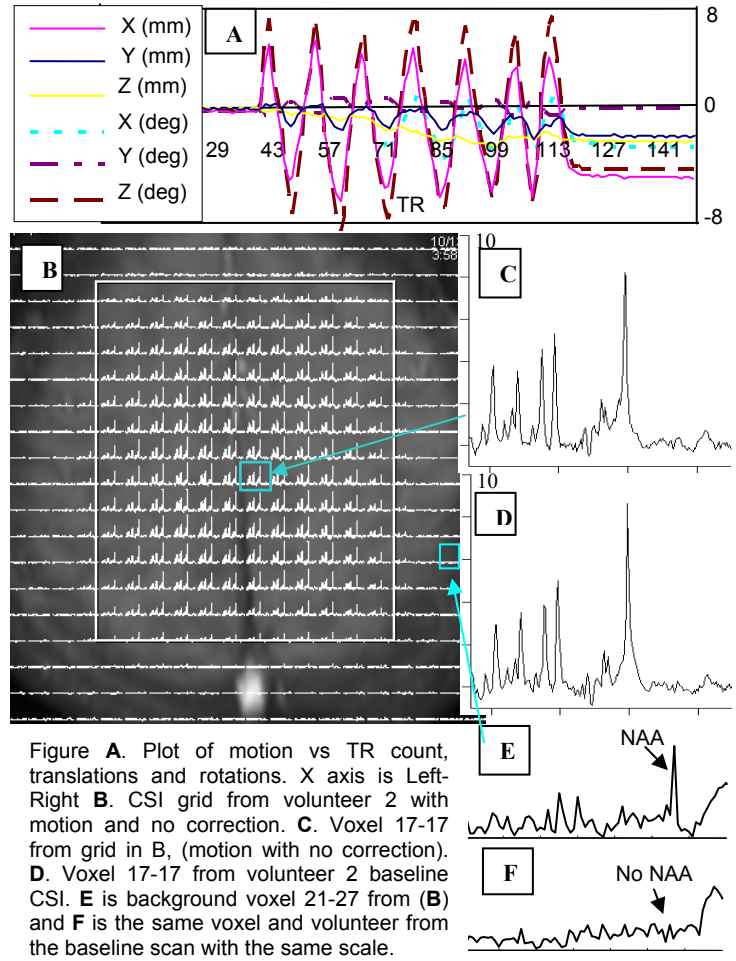 X (mm)
Y (mm)
Z (mm)
X (deg)
Y (deg)
Z (deg)
A
8
0
-8
29 43 57 71 85 99 113 127 141
TR
B
3:58
10
C
10
D
E
NAA
F
No NAA
Figure A. Plot of motion vs TR count,
translations and rotations. X axis is Left-
Right B. CSI grid from volunteer 2 with
motion and no correction. C. Voxel 17-17
from grid in B, (motion with no correction).
D. Voxel 17-17 from volunteer 2 baseline
CSI. E is background voxel 21-27 from (B)
and F is the same voxel and volunteer from
the baseline scan with the same scale.